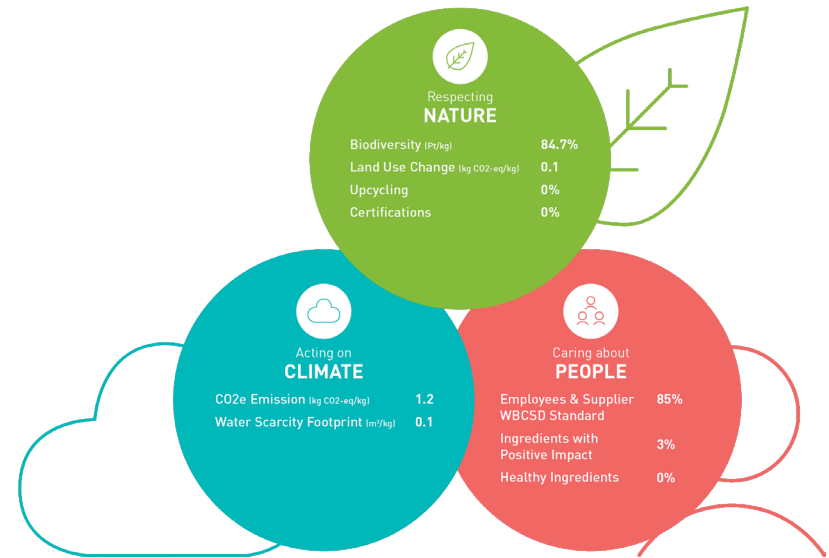 Respecting
NATURE
Biodiversity (Pt/kg) 84.7%
Land Use Change (kg CO2-eq/kg) 0.1
Upcycling 0%
Certifications 0%
Acting on
CLIMATE
CO2e Emission (kg CO2-eq/kg) 1.2
Water Scarcity Footprint (m³/kg) 0.1
Caring about
PEOPLE
Employees & Supplier 85%
WBCSD Standard
Ingredients with 3%
Positive Impact
Healthy Ingredients 0%